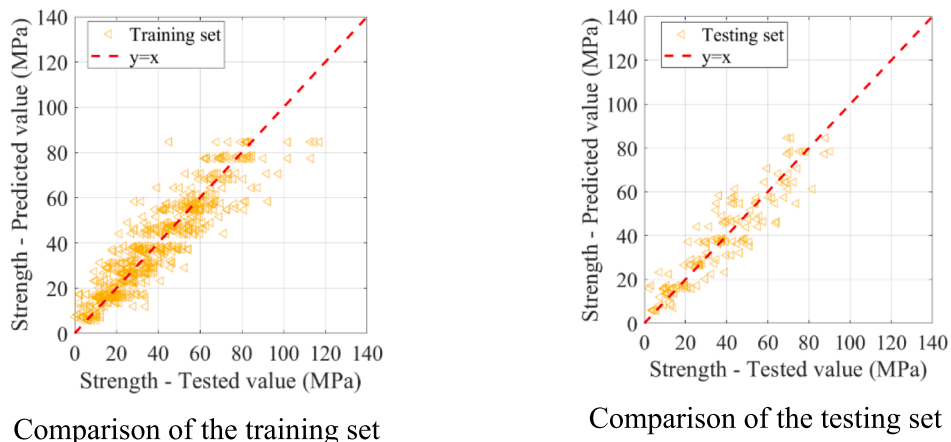 140
120
100
80
60
40
20
0
Strength - Predicted value (MPa)
Training set
y=x
0 20 40 60 80 100 120 140
Strength - Tested value (MPa)
Comparison of the training set
140
120
100
80
60
40
20
0
Strength - Predicted value (MPa)
Testing set
y=x
0 20 40 60 80 100 120 140
Strength - Tested value (MPa)
Comparison of the testing set